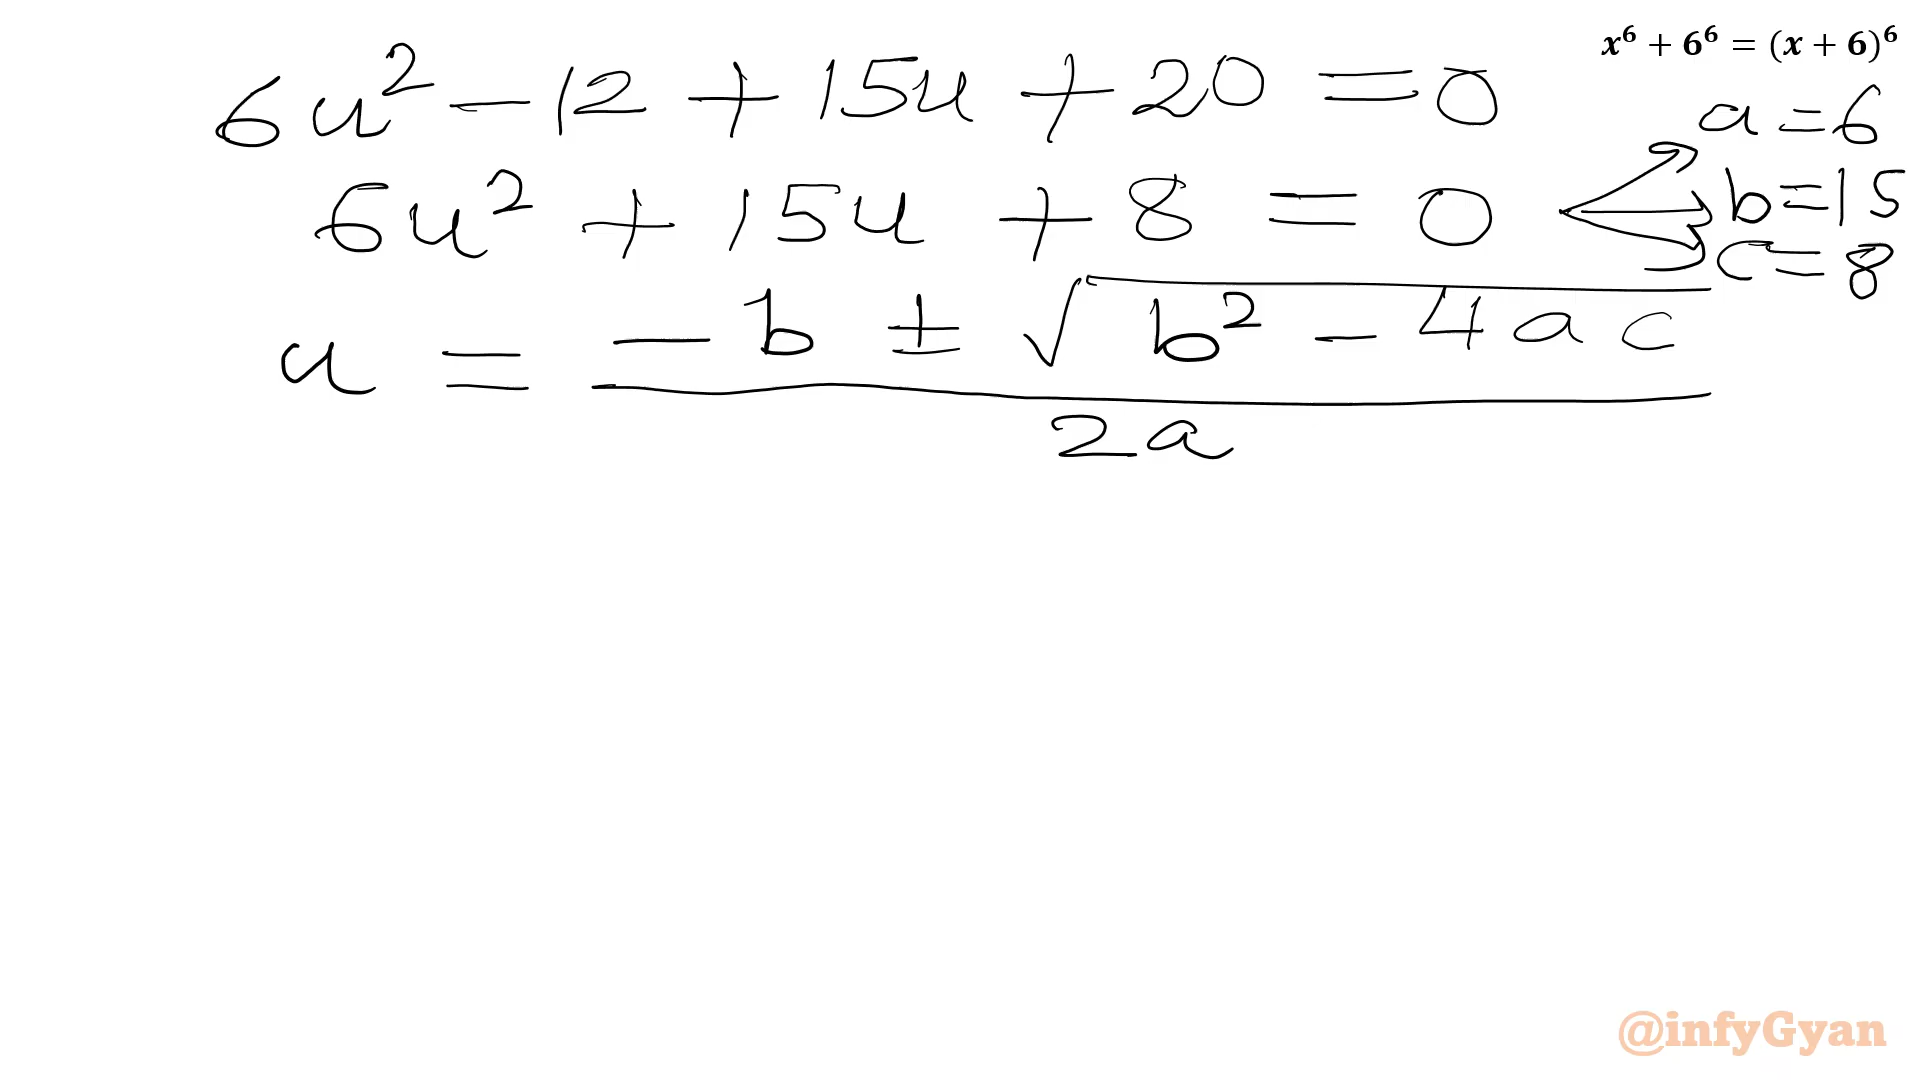 x⁶ + 6⁶ = (x + 6)⁶
6u² - 12 + 15u + 20 = 0
a = 6
6u² + 15u + 8 = 0
b = 15
c = 8
u = (-b ± √(b² - 4ac)) / 2a
@infyGyan